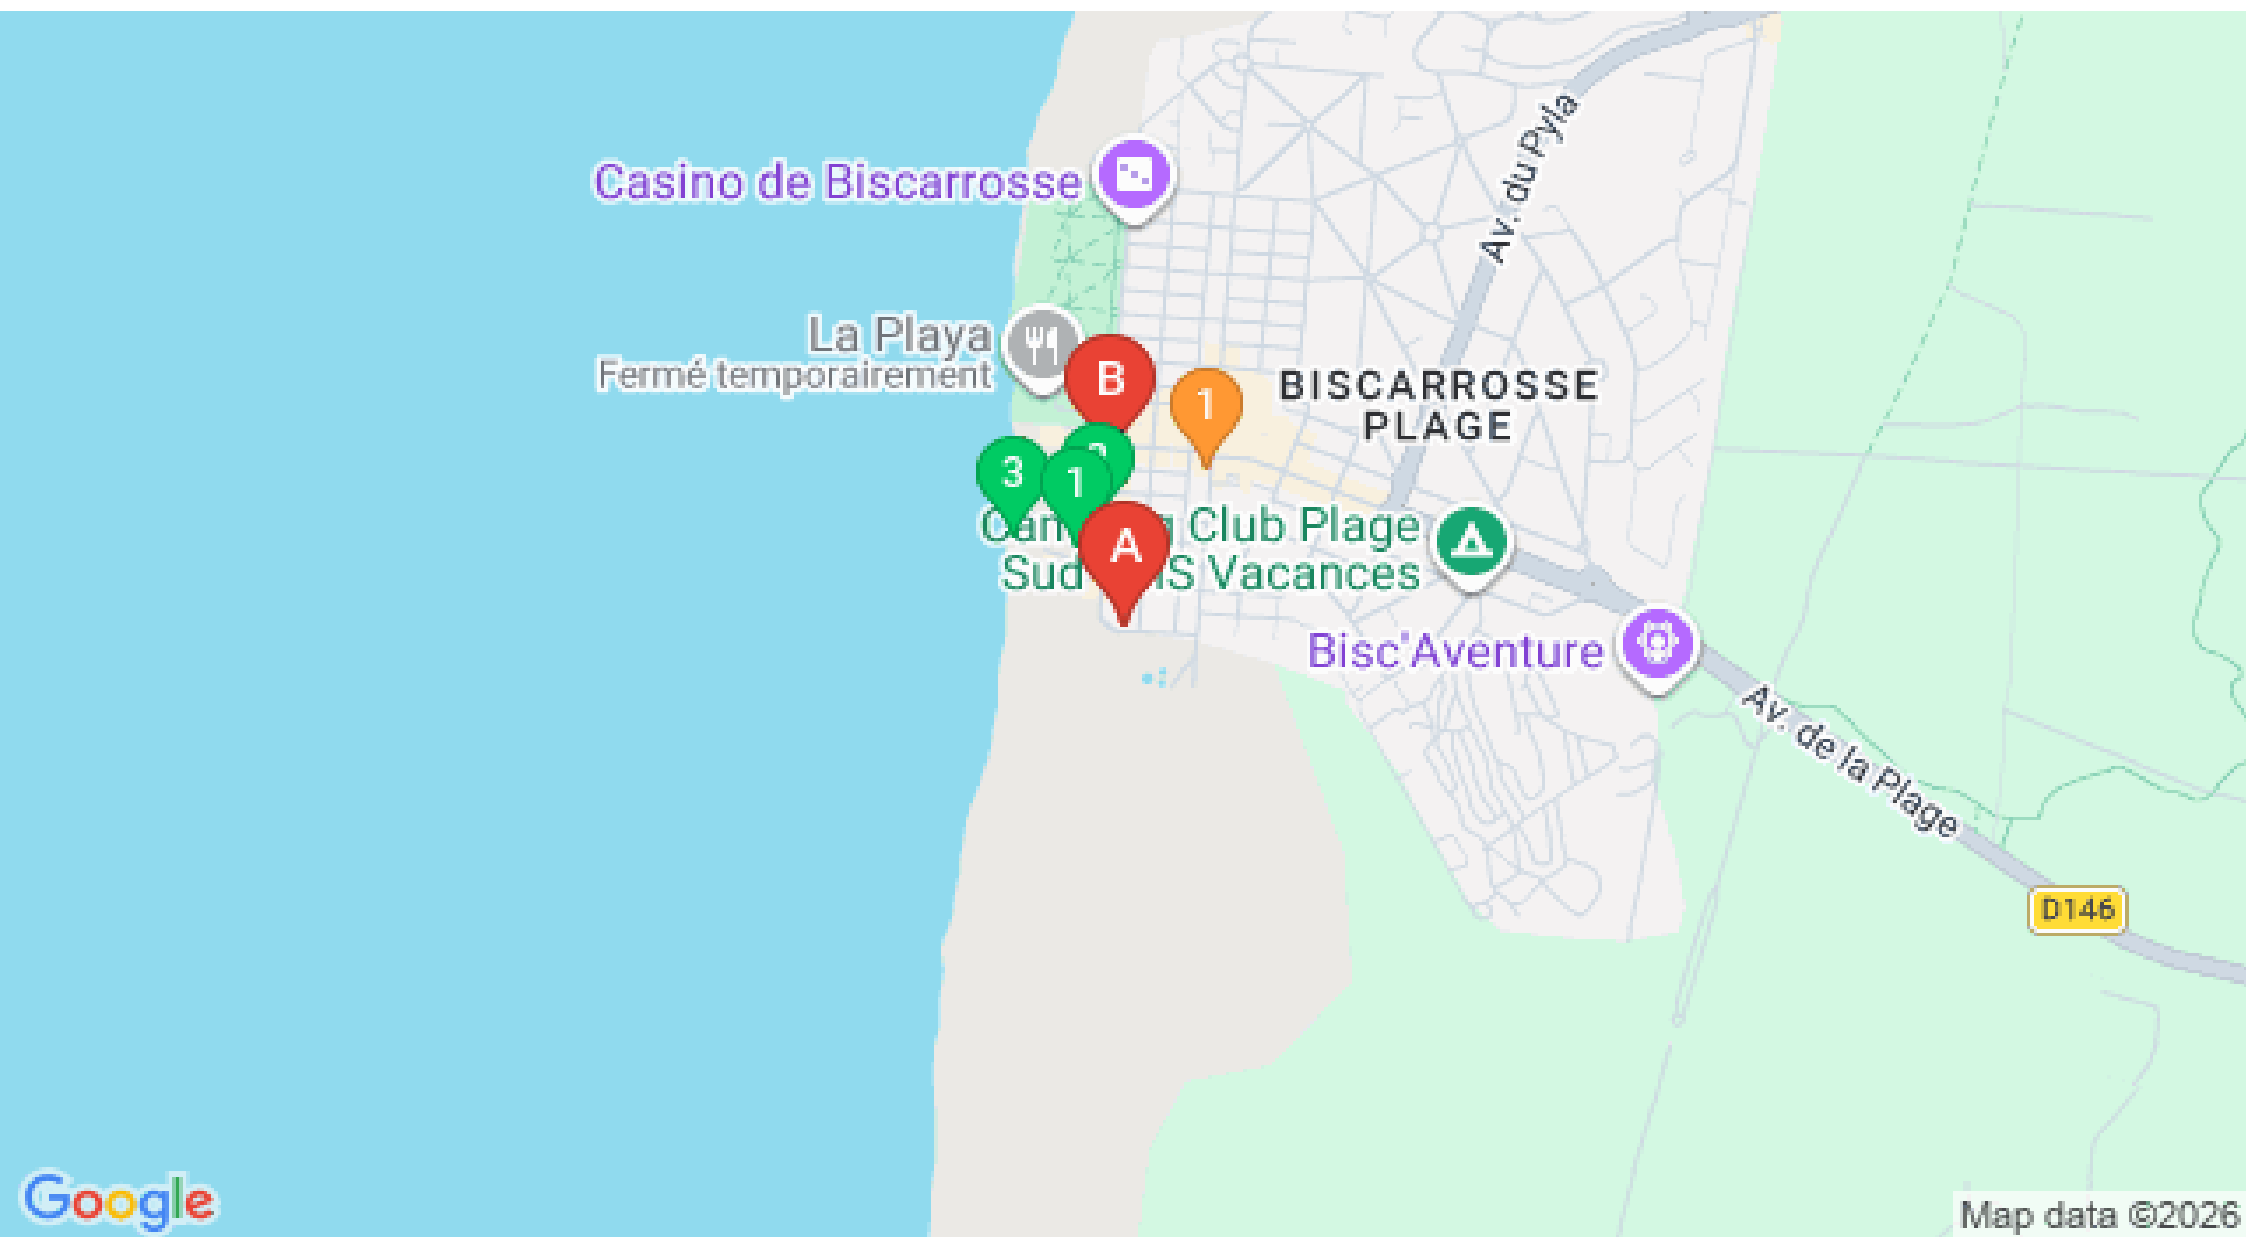 Av. du Pyla
Casino de Biscarrosse
La Playa
Fermé temporairement
B
1
BISCARROSSE
PLAGE
3
1
A
Club Plage
Sud
Vacances
Bisc'Aventure
Av. de la Plage
D146
Google
Map data ©2026